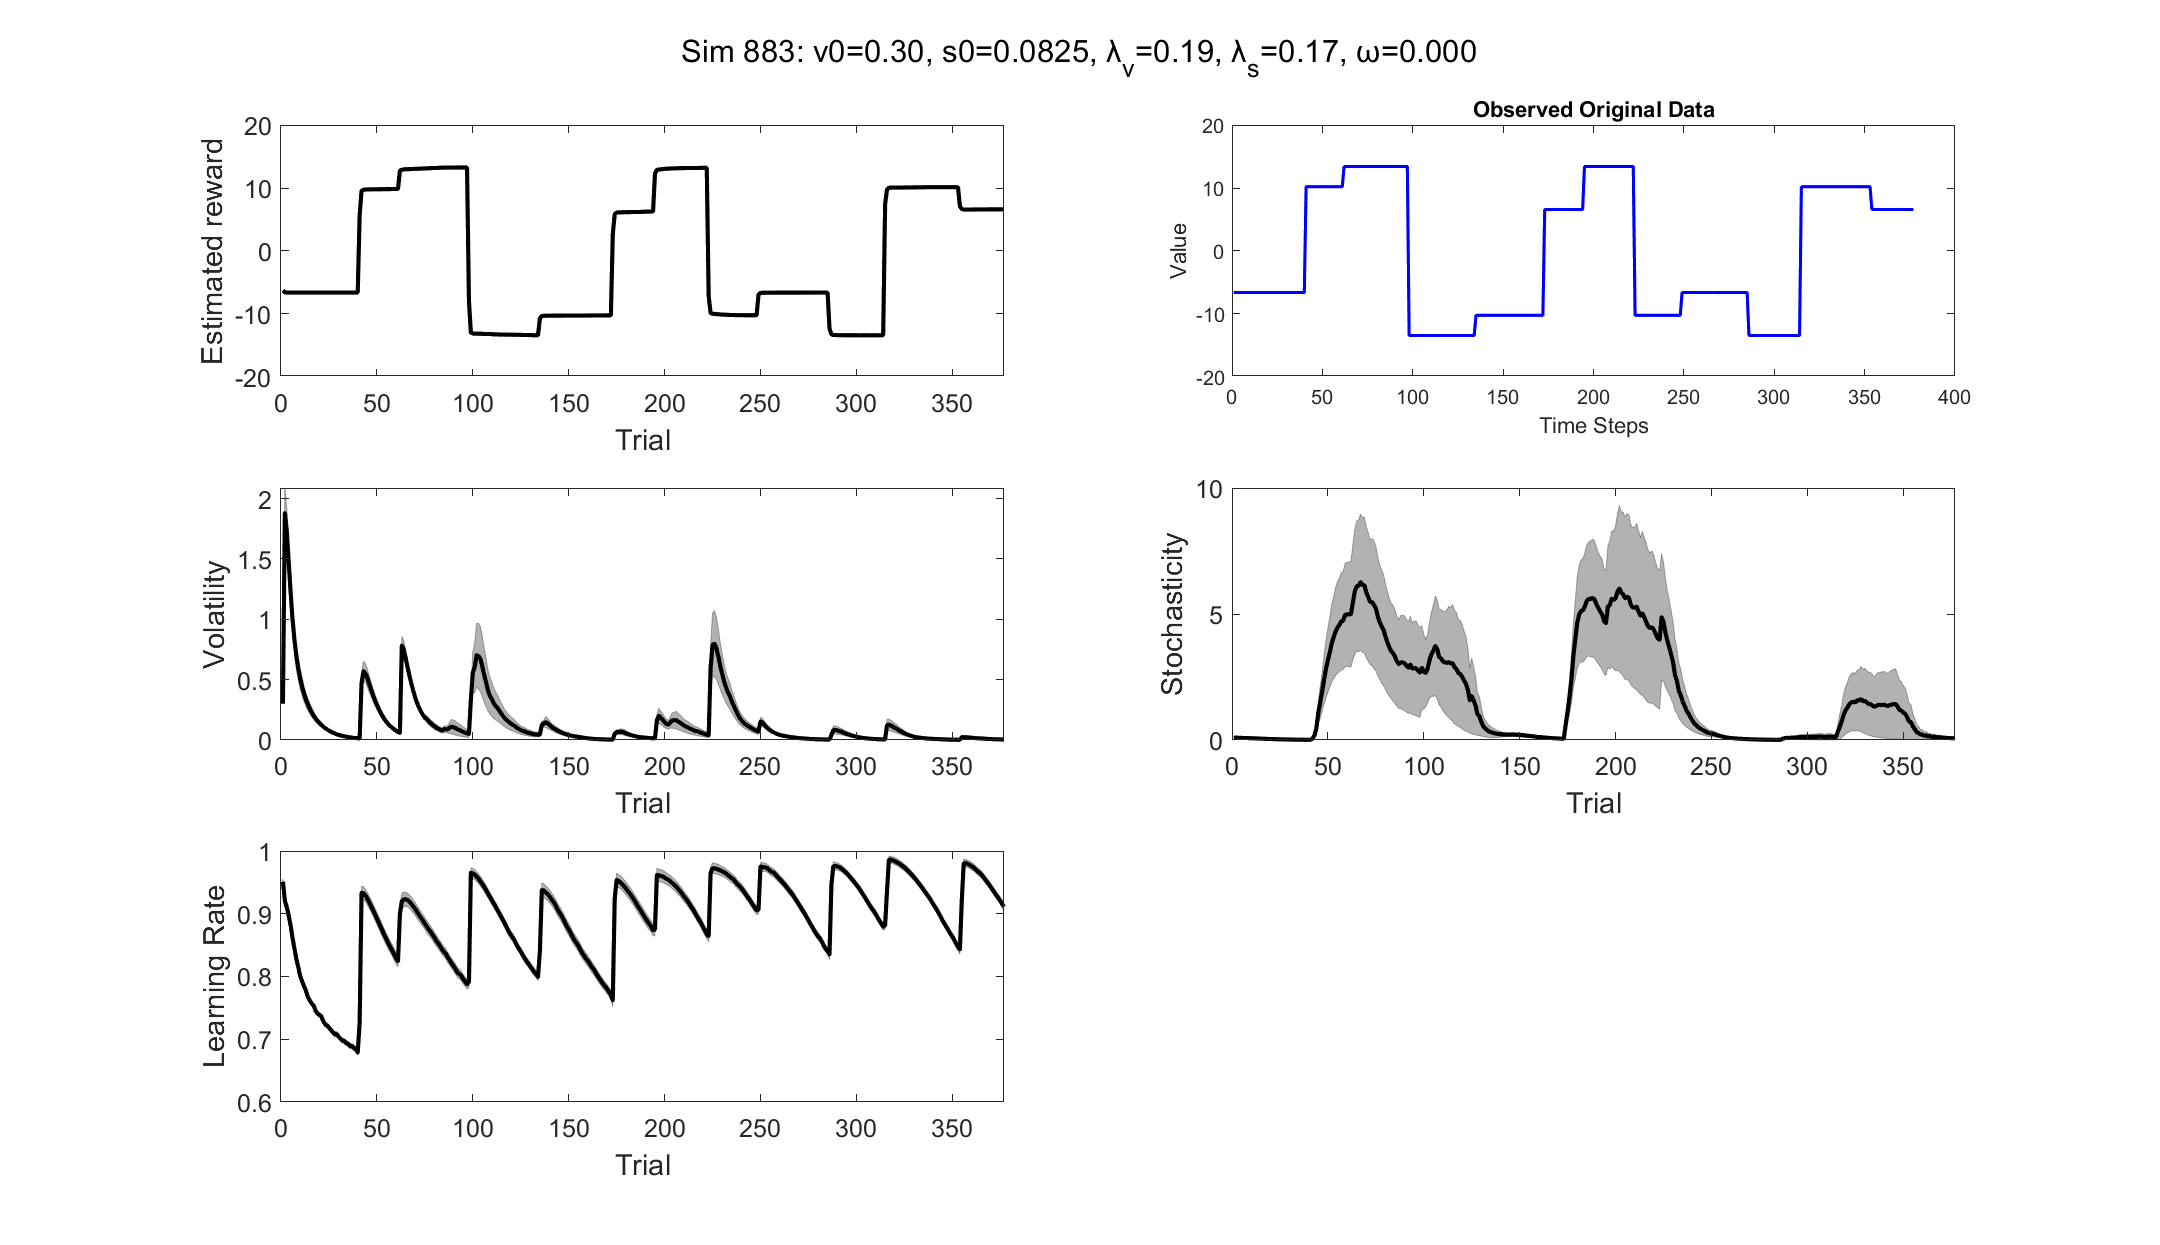 Sim 883: v0=0.30, s0=0.0825, λv=0.19, λs=0.17, ω=0.000
Estimated reward
20
10
0
-10
-20
0 50 100 150 200 250 300 350
Trial
Observed Original Data
Value
20
10
0
-10
-20
0 50 100 150 200 250 300 350 400
Time Steps
Volatility
2
1.5
1
0.5
0
0 50 100 150 200 250 300 350
Trial
Stochasticity
10
5
0
0 50 100 150 200 250 300 350
Trial
Learning Rate
1
0.9
0.8
0.7
0.6
0 50 100 150 200 250 300 350
Trial